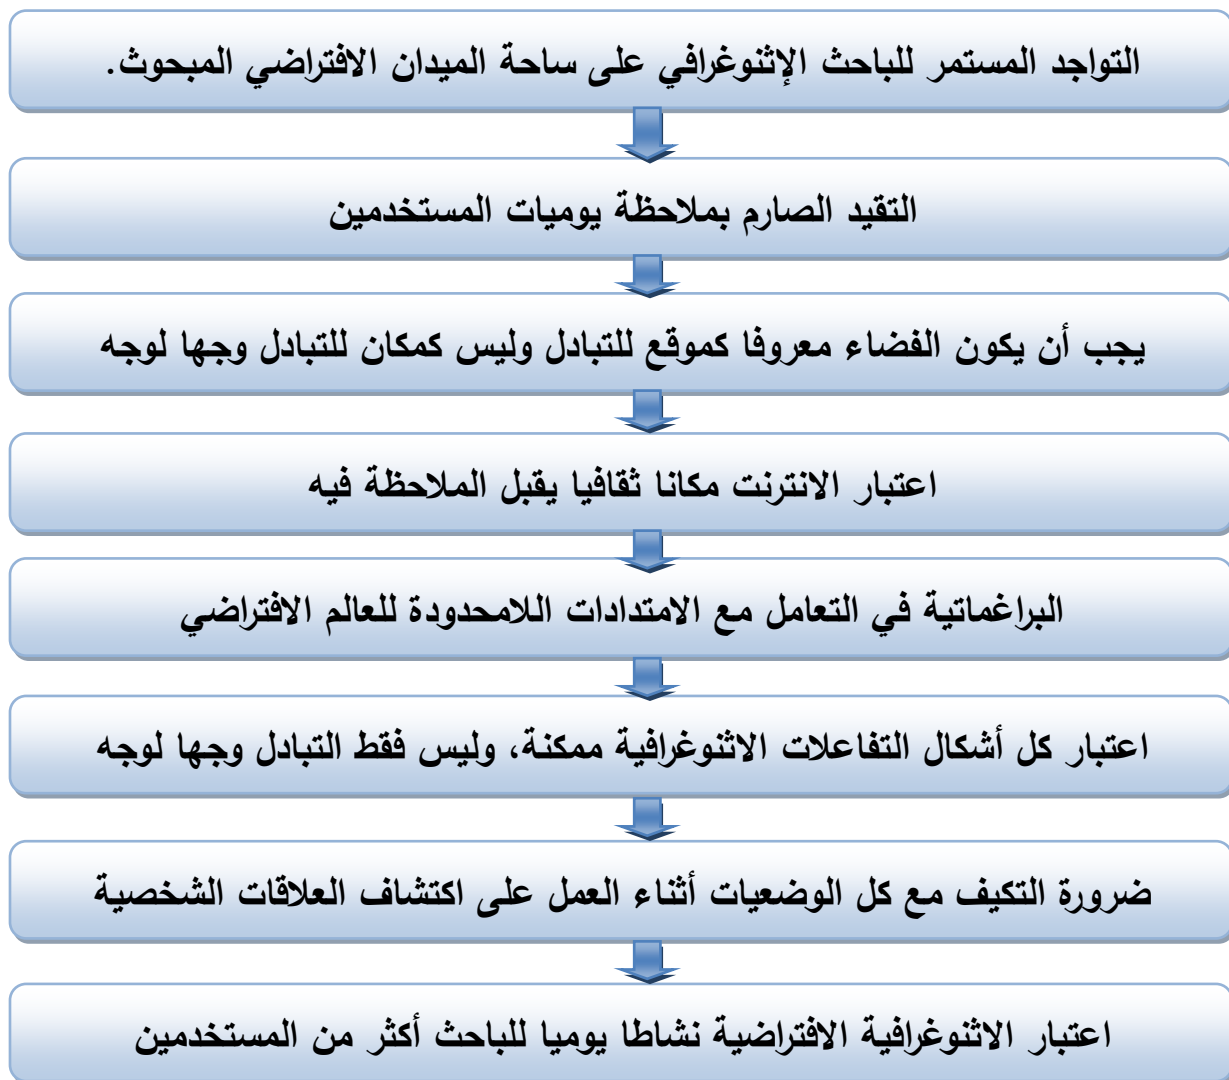 التواجد المستمر للباحث الإثنوغرافي على ساحة الميدان الافتراضي المبحوث.
التقيد الصارم بملاحظة يوميات المستخدمين
يجب أن يكون الفضاء معروفا كموقع للتبادل وليس كمكان للتبادل وجها لوجه
اعتبار الانترنت مكانا ثقافيا يقبل الملاحظة فيه
البراغماتية في التعامل مع الامتدادات اللامحدودة للعالم الافتراضي
اعتبار كل أشكال التفاعلات الاثنوغرافية ممكنة، وليس فقط التبادل وجها لوجه
ضرورة التكيف مع كل الوضعيات أثناء العمل على اكتشاف العلاقات الشخصية
اعتبار الاثنوغرافية الافتراضية نشاطا يوميا للباحث أكثر من المستخدمين